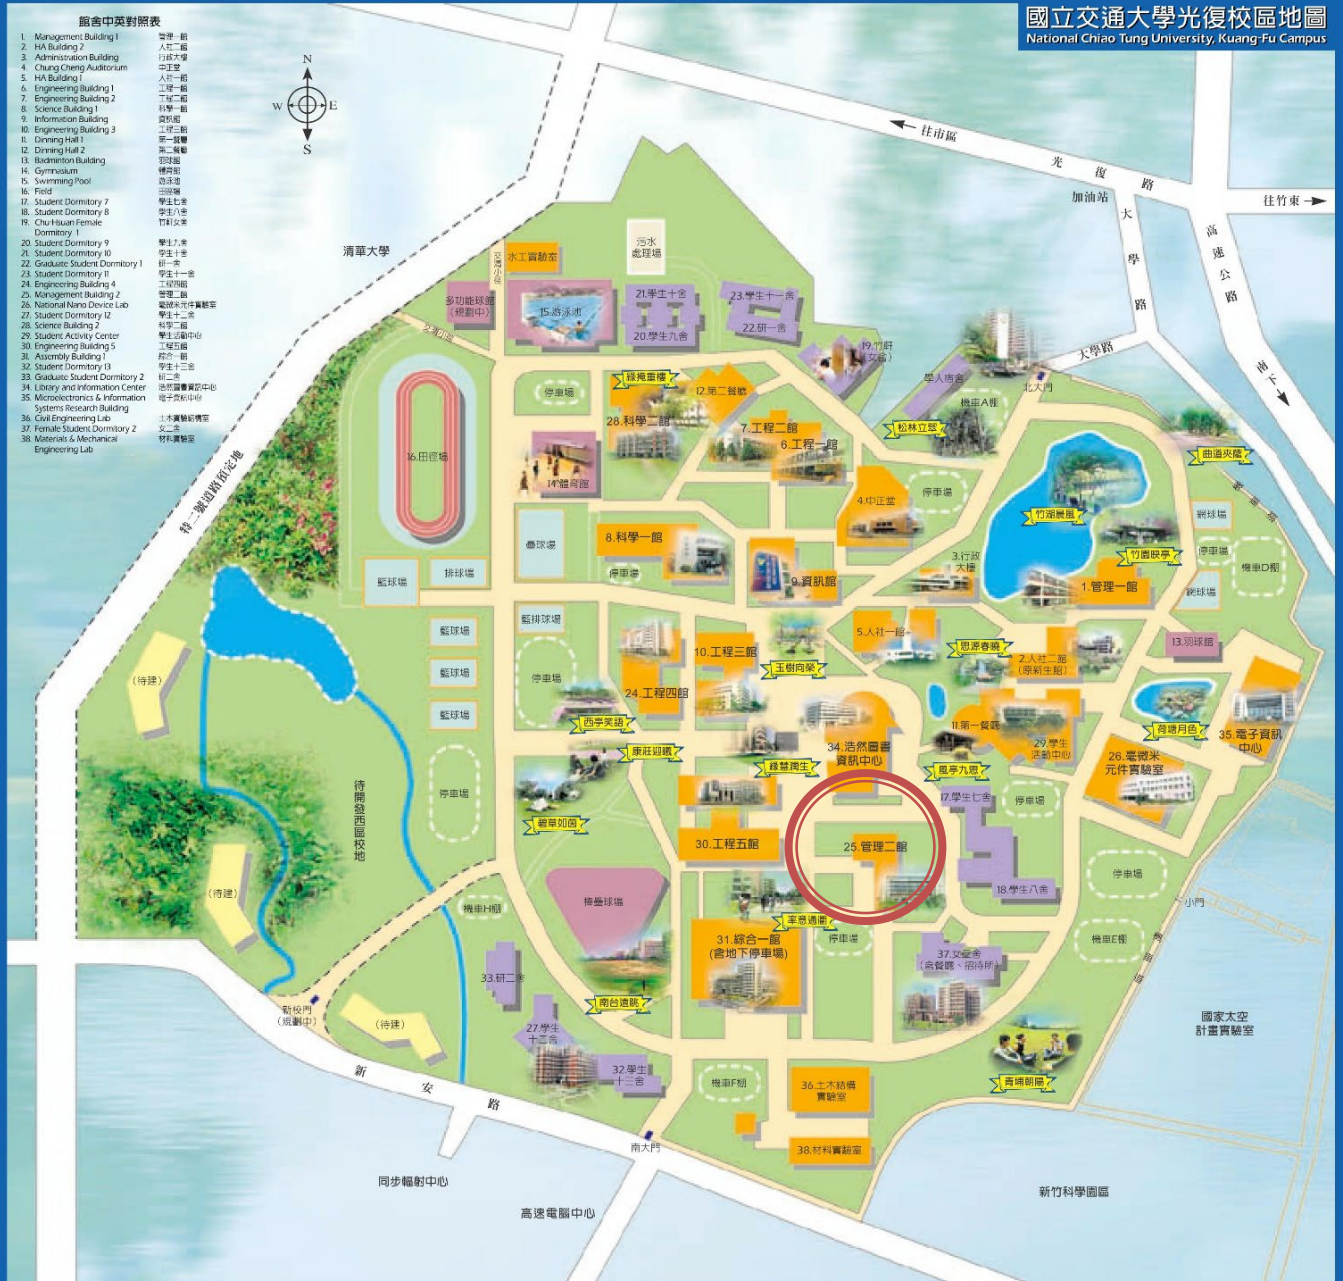 國立交通大學光復校區地圖
National Chiao Tung University, Kuang-Fu Campus
館舍中英對照表
1. Management Building 1 管理一館
2. HA Building 2 人社二館
3. Administration Building 行政大樓
4. Chung Cheng Auditorium 中正堂
5. HA Building 1 人社一館
6. Engineering Building 1 工程一館
7. Engineering Building 2 工程二館
8. Science Building 1 科學一館
9. Information Building 資訊館
10. Engineering Building 3 工程三館
11. Dinning Hall 1 第一餐廳
12. Dinning Hall 2 第二餐廳
13. Badminton Building 羽球館
14. Gymnasium 體育館
15. Swimming Pool 游泳池
16. Field 田徑場
17. Student Dormitory 7 學生七舍
18. Student Dormitory 8 學生八舍
19. Chu-Hsuan Female 竹軒女舍
Dormitory 1
20. Student Dormitory 9 學生九舍
21. Student Dormitory 10 學生十舍
22. Graduate Student Dormitory 1 研一舍
23. Student Dormitory 11 學生十一舍
24. Engineering Building 4 工程四館
25. Management Building 2 管理二館
26. National Nano Device Lab 毫微米元件實驗室
27. Student Dormitory 12 學生十二舍
28. Science Building 2 科學二館
29. Student Activity Center 學生活動中心
30. Engineering Building 5 工程五館
31. Assembly Building 1 綜合一館
32. Student Dormitory 13 學生十三舍
33. Graduate Student Dormitory 2 研二舍
34. Library and Information Center 浩然圖書資訊中心
35. Microelectronics & Information 電子資訊中心
Systems Research Building
36. Civil Engineering Lab 土木實驗結構室
37. Female Student Dormitory 2 女二舍
38. Materials & Mechanical 材料實驗室
Engineering Lab
N
W E
S
往市區
光復路
加油站
往竹東
大學路
高速公路
南下
清華大學
特二號道路預定地
水工實驗室
污水
處理場
多功能球館
(規劃中)
15.游泳池
21.學生十舍
20.學生九舍
23.學生十一舍
22.研一舍
19.竹軒
(女舍)
大學路
北大門
學人宿舍
機車A棚
松林立翠
曲道夾蔭
停車場
綠掩重樓
12.第二餐廳
28.科學二館
7.工程二館
6.工程一館
16.田徑場
14.體育館
4.中正堂
停車場
竹湖晨風
網球場
竹園映亭
停車場
機車D棚
網球場
壘球場
8.科學一館
停車場
籃球場
排球場
9.資訊館
3.行政
大樓
1.管理一館
籃排球場
籃球場
籃球場
籃球場
停車場
10.工程三館
24.工程四館
玉樹向榮
5.人社一館
思源春曉
2.人社二館
(原新生館)
13.羽球館
(待建)
西亭笑語
康莊迎曦
綠慧潤生
34.浩然圖書
資訊中心
11.第一餐廳
29.學生
活動中心
風亭九思
荷塘月色
35.電子資訊
中心
26.毫微米
元件實驗室
待開發西區校地
停車場
碧草如茵
30.工程五館
25.管理二館
17.學生七舍
停車場
18.學生八舍
停車場
小門
(待建)
機車H棚
棒壘球場
率意通衢
停車場
31.綜合一館
(含地下停車場)
37.女二舍
(含餐廳、招待所)
機車E棚
33.研二舍
南台遠眺
新校門
(規劃中)
(待建)
27.學生
十二舍
32.學生
十三舍
國家太空
計畫實驗室
青埔朝陽
新安路
機車F棚
36.土木結構
實驗室
南大門
38.材料實驗室
同步輻射中心
高速電腦中心
新竹科學園區